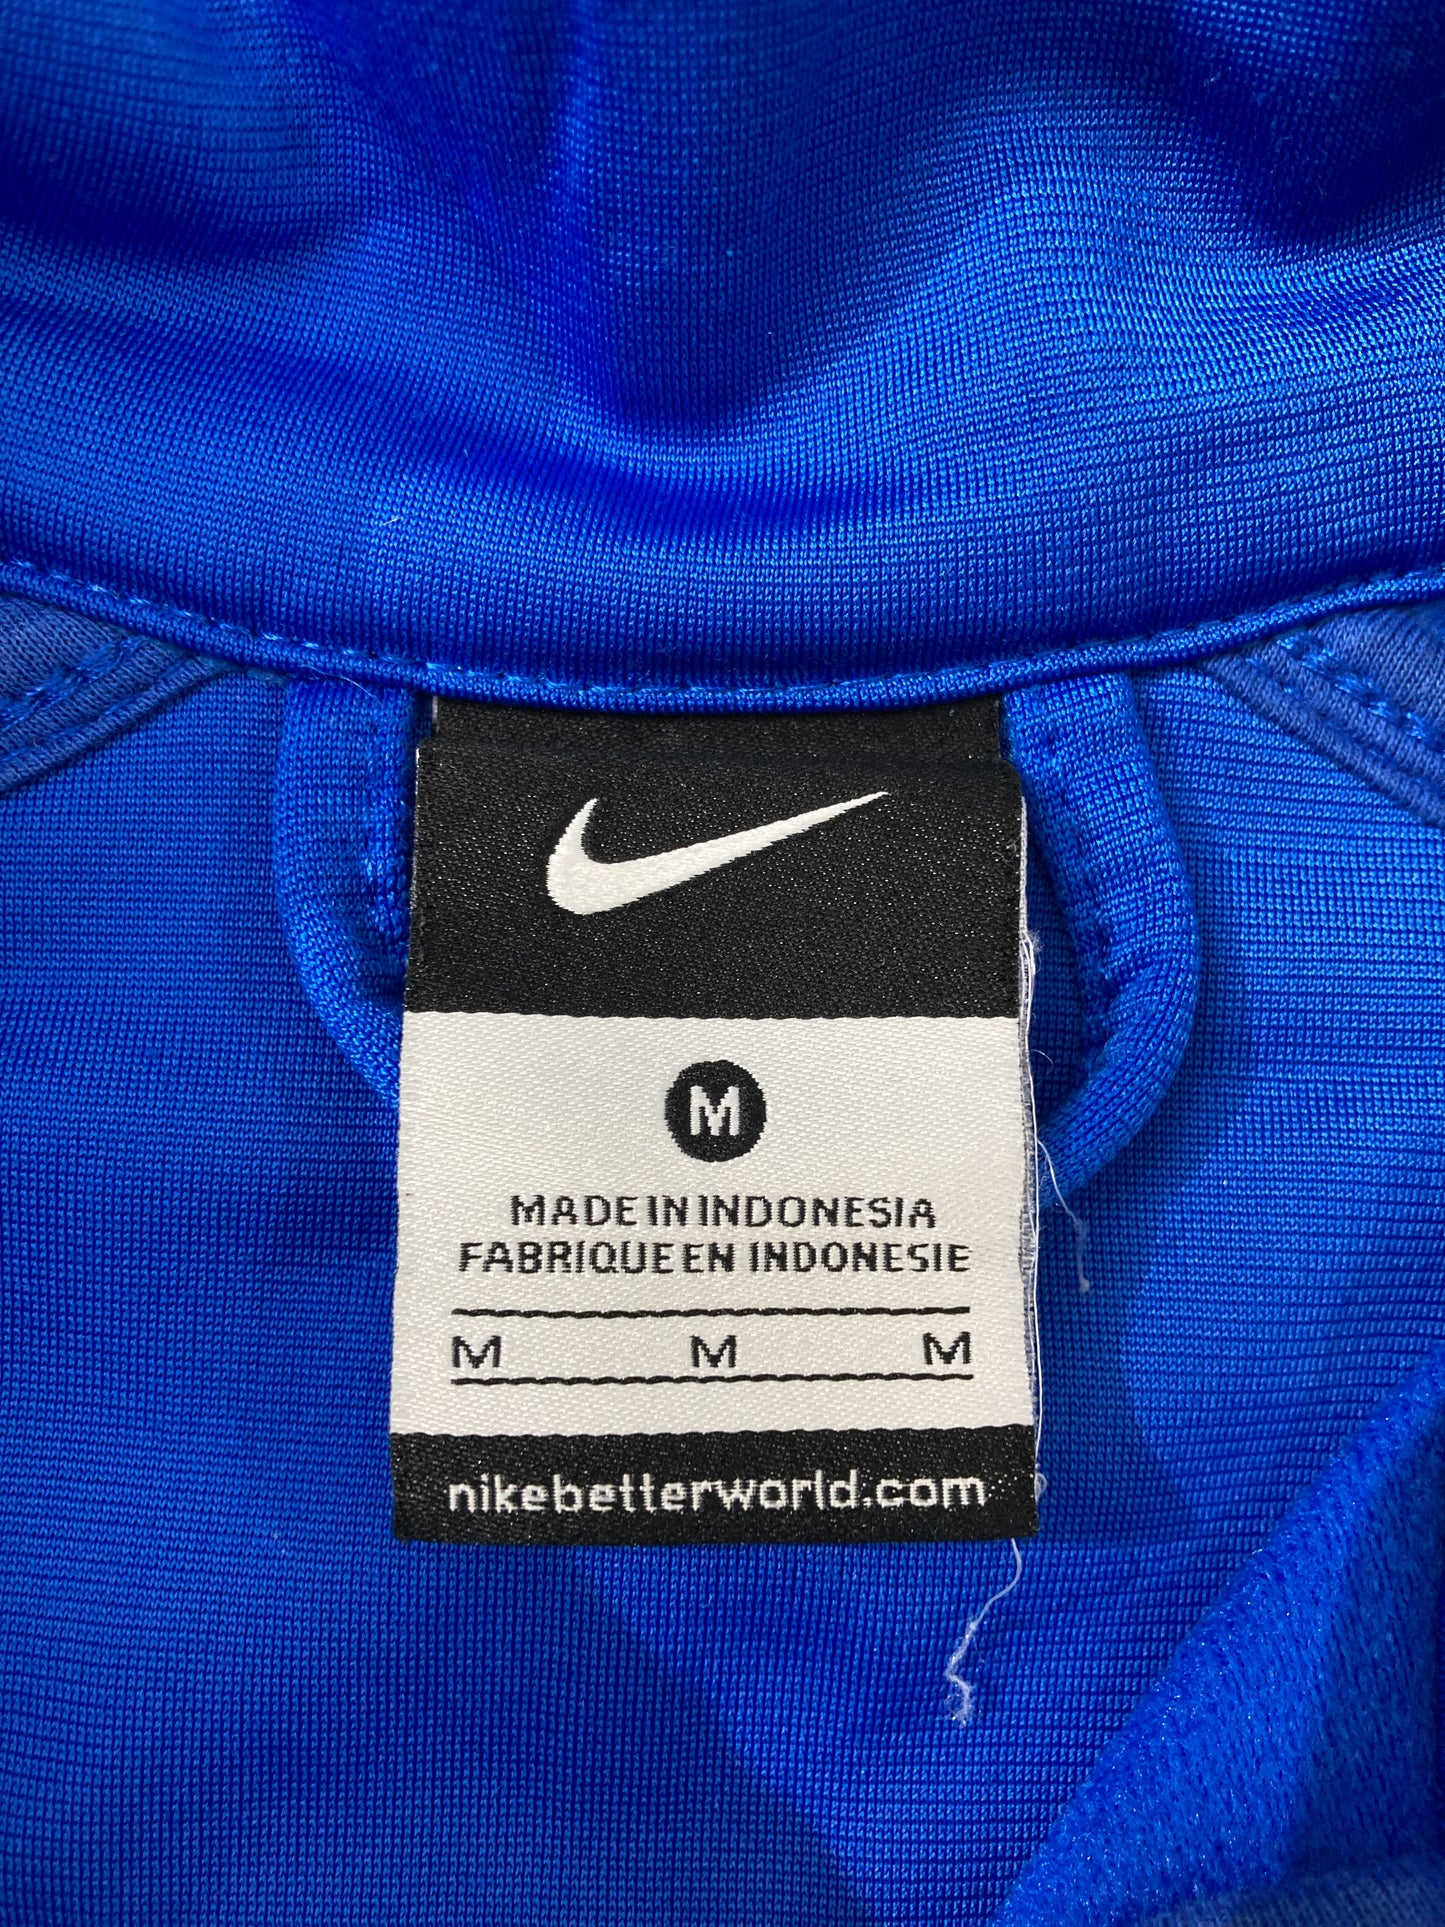 M
MADE IN INDONESIA
FABRIQUE EN INDONESIE
M M M
nikebetterworld.com